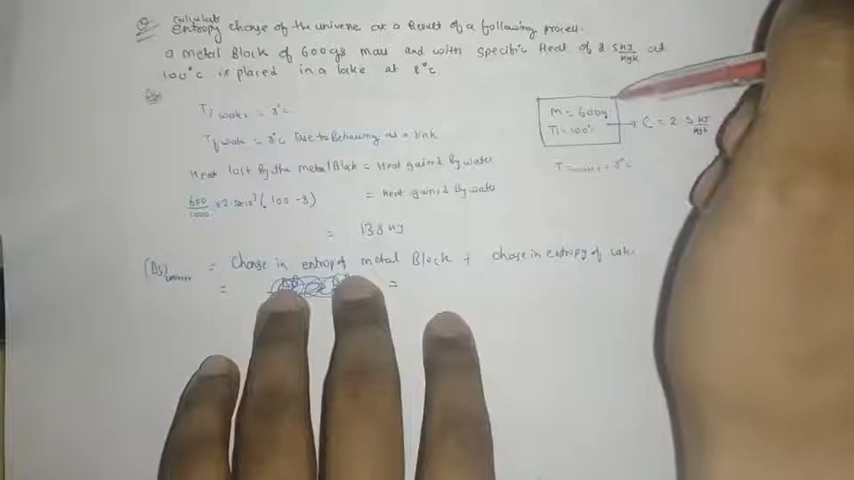 Q Calculate
entropy change of the universe as a Result of a following process.
a metal Block of 600gs mass and with specific Heat of 2.5 kJ/kgk at
100°c is placed in a lake at 8°c
Ti water = 8°c
Tf water = 8°c Due to Behaving as a sink
Heat lost By the metal Block = Heat gained By water
600/1000 × 2.5×10³ (100 - 8) = heat gained By water
= 138 kJ
(Δs)universe = change in entropy metal Block + change in entropy of lake
= =
m = 600g
Ti = 100°c → C = 2.5 kJ/kgk
T water = 8°c